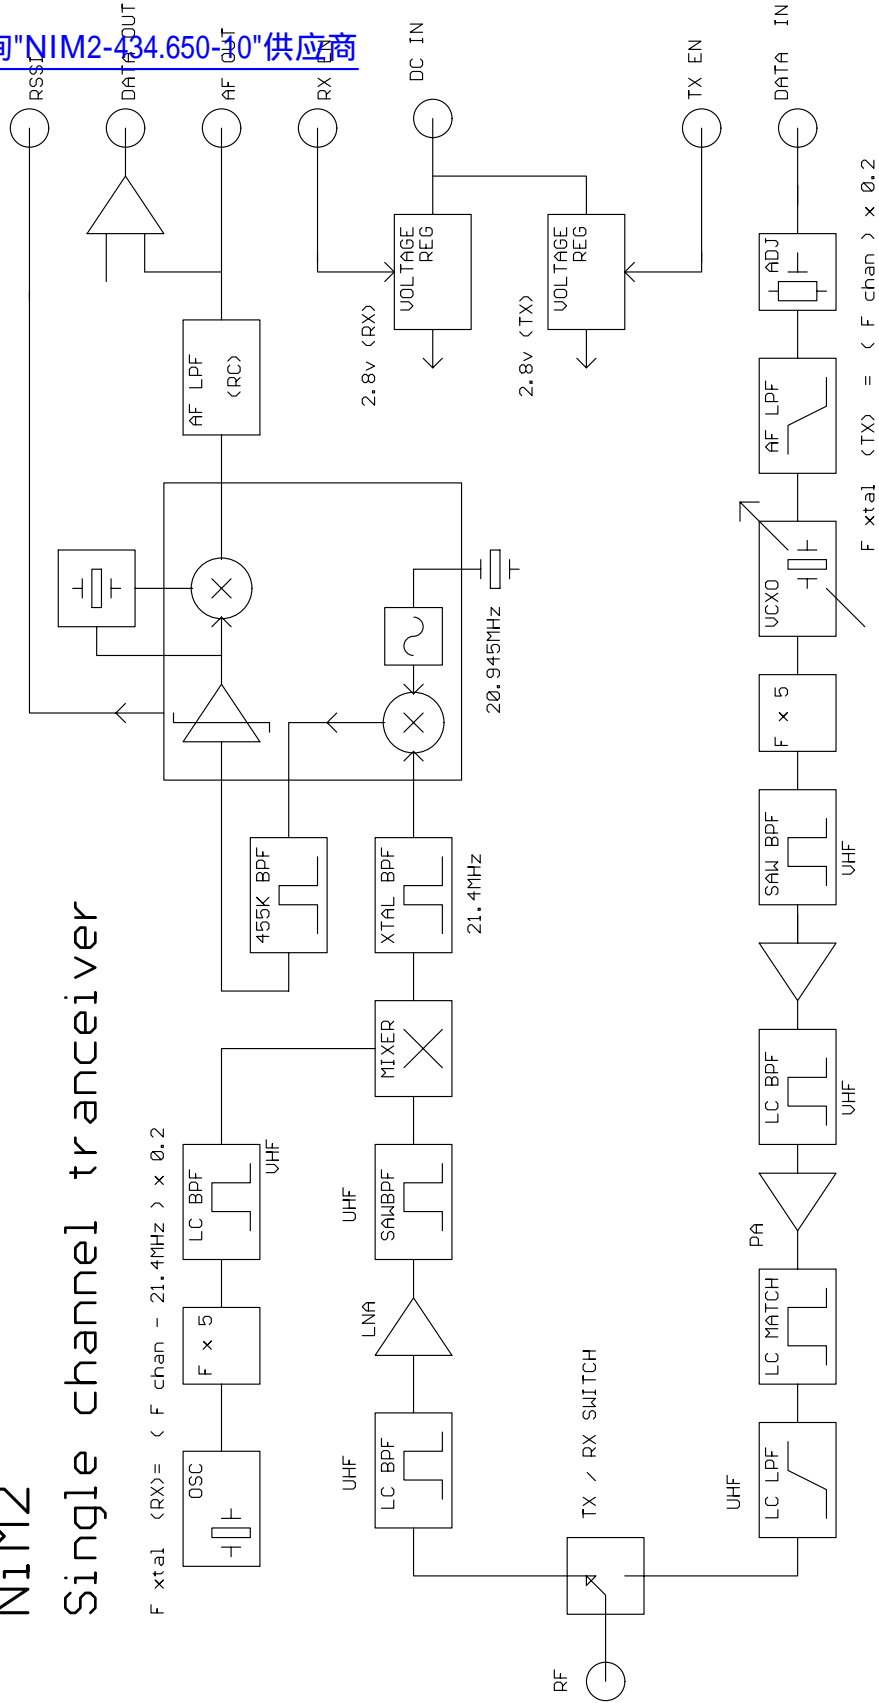 询"NIM2-434.650-10"供应商
NiM2
Single channel tranceiver
F xtal (RX)= ( F chan - 21.4MHz ) x 0.2
OSC
F x 5
LC BPF
VHF
455K BPF
AF LPF
(RC)
RSSI
DATA OUT
AF OUT
RX EN
DC IN
TX EN
DATA IN
UHF
LC BPF
LNA
UHF
SAWBPF
MIXER
XTAL BPF
21.4MHz
20.945MHz
2.8v (RX)
VOLTAGE
REG
2.8v (TX)
VOLTAGE
REG
RF
TX / RX SWITCH
UHF
LC LPF
LC MATCH
PA
LC BPF
VHF
SAW BPF
VHF
F x 5
VCXO
AF LPF
ADJ
F xtal (TX) = ( F chan ) x 0.2